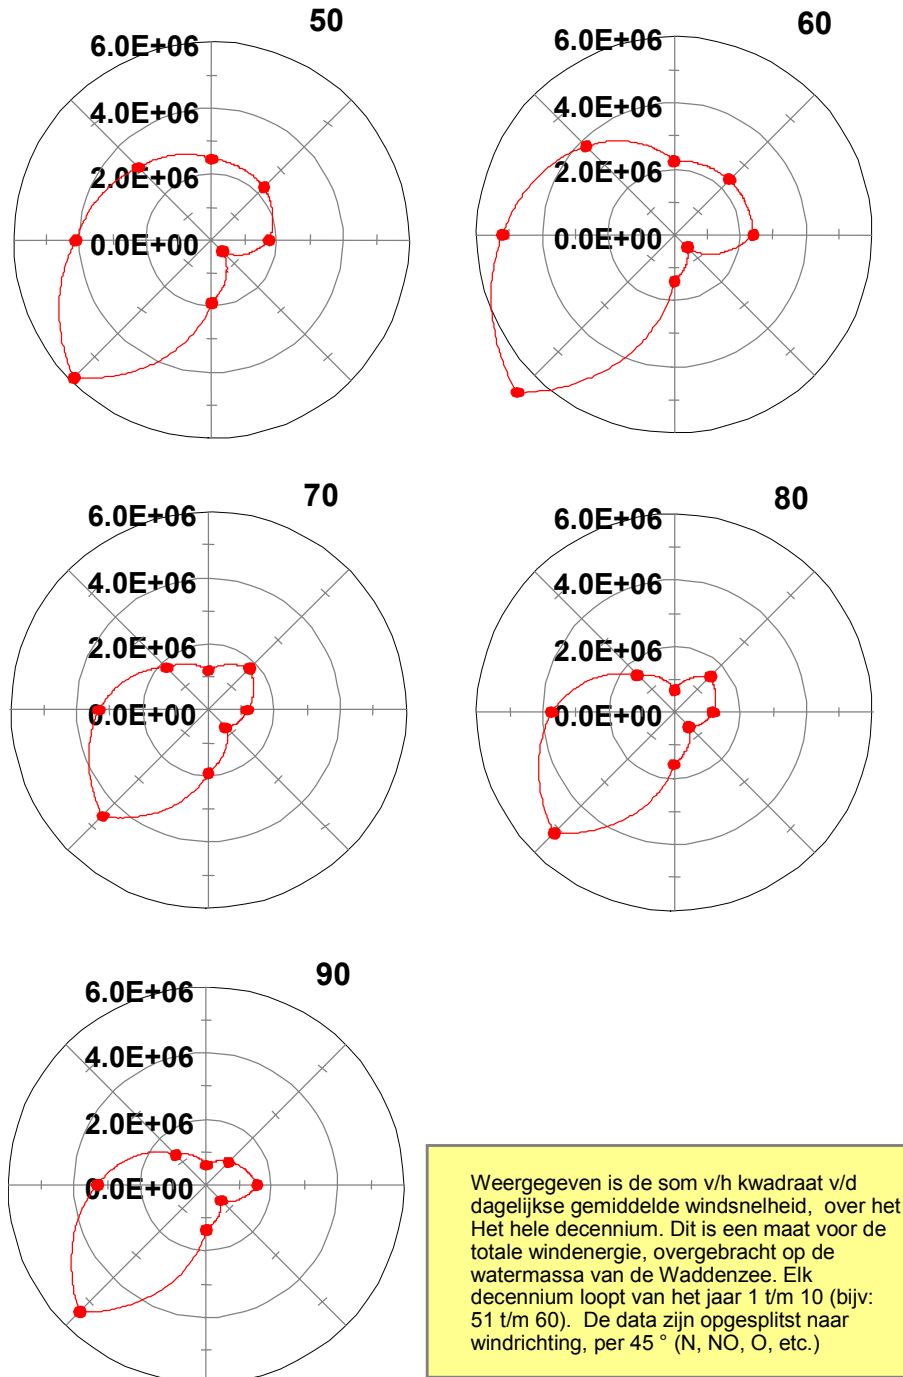 50
6.0E+06
4.0E+06
2.0E+06
0.0E+00
60
6.0E+06
4.0E+06
2.0E+06
0.0E+00
70
6.0E+06
4.0E+06
2.0E+06
0.0E+00
80
6.0E+06
4.0E+06
2.0E+06
0.0E+00
90
6.0E+06
4.0E+06
2.0E+06
0.0E+00
Weergegeven is de som v/h kwadraat v/d
dagelijkse gemiddelde windsnelheid, over het
Het hele decennium. Dit is een maat voor de
totale windenergie, overgebracht op de
watermassa van de Waddenzee. Elk
decennium loopt van het jaar 1 t/m 10 (bijv:
51 t/m 60). De data zijn opgesplitst naar
windrichting, per 45 ° (N, NO, O, etc.)